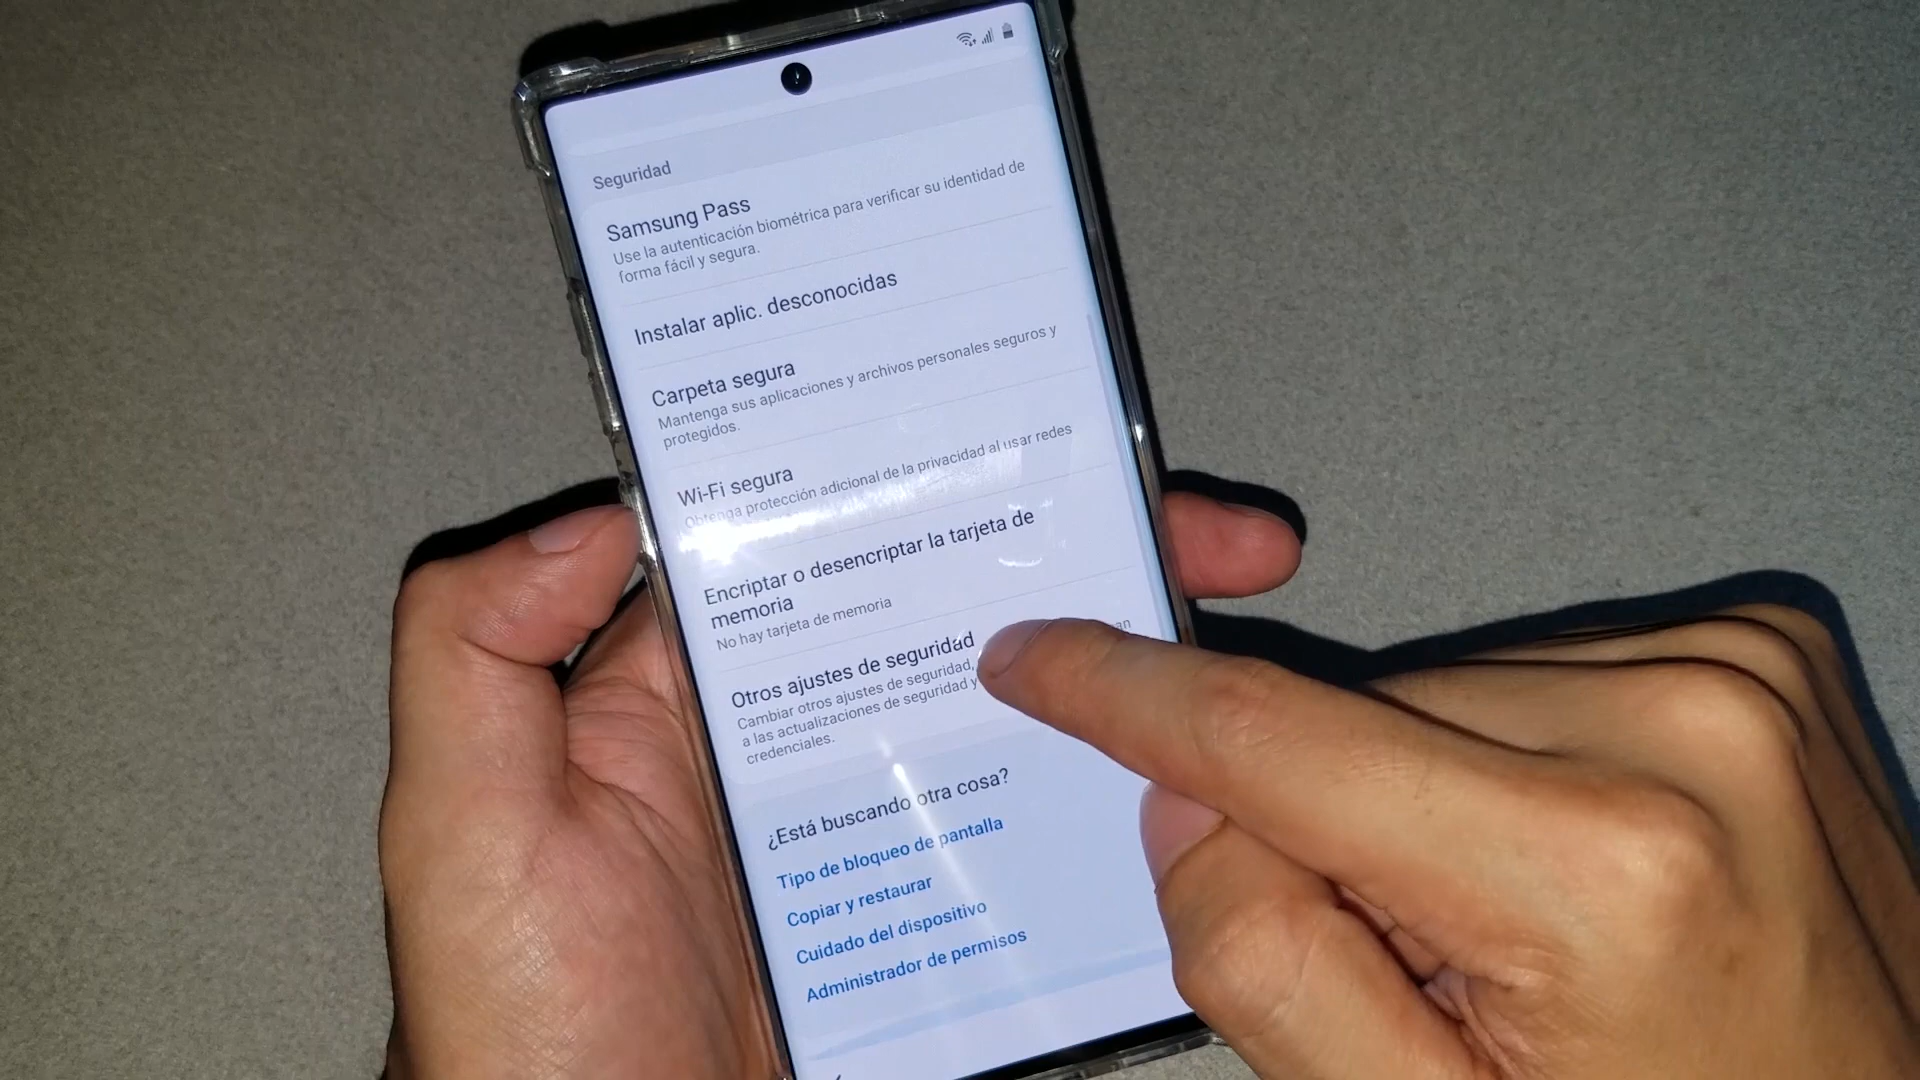 Seguridad
Samsung Pass
Use la autenticación biométrica para verificar su identidad de
forma fácil y segura.
Instalar aplic. desconocidas
Carpeta segura
Mantenga sus aplicaciones y archivos personales seguros y
protegidos.
Wi-Fi segura
Obtenga protección adicional de la privacidad al usar redes
Encriptar o desencriptar la tarjeta de
memoria
No hay tarjeta de memoria
Otros ajustes de seguridad
Cambiar otros ajustes de seguridad,
a las actualizaciones de seguridad y
credenciales.
¿Está buscando otra cosa?
Tipo de bloqueo de pantalla
Copiar y restaurar
Cuidado del dispositivo
Administrador de permisos